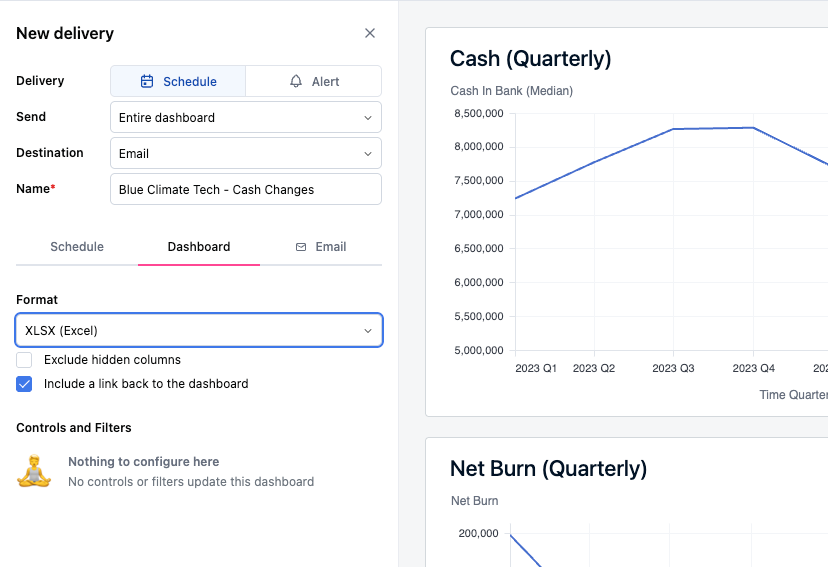 New delivery
Delivery
Schedule
Alert
Send
Entire dashboard
Destination
Email
Name*
Blue Climate Tech - Cash Changes
Schedule
Dashboard
Email
Format
XLSX (Excel)
Exclude hidden columns
Include a link back to the dashboard
Controls and Filters
Nothing to configure here
No controls or filters update this dashboard
Cash (Quarterly)
Cash In Bank (Median)
8,500,000
8,000,000
7,500,000
7,000,000
6,500,000
6,000,000
5,500,000
5,000,000
2023 Q1 2023 Q2 2023 Q3 2023 Q4 202
Time Quarter
Net Burn (Quarterly)
Net Burn
200,000